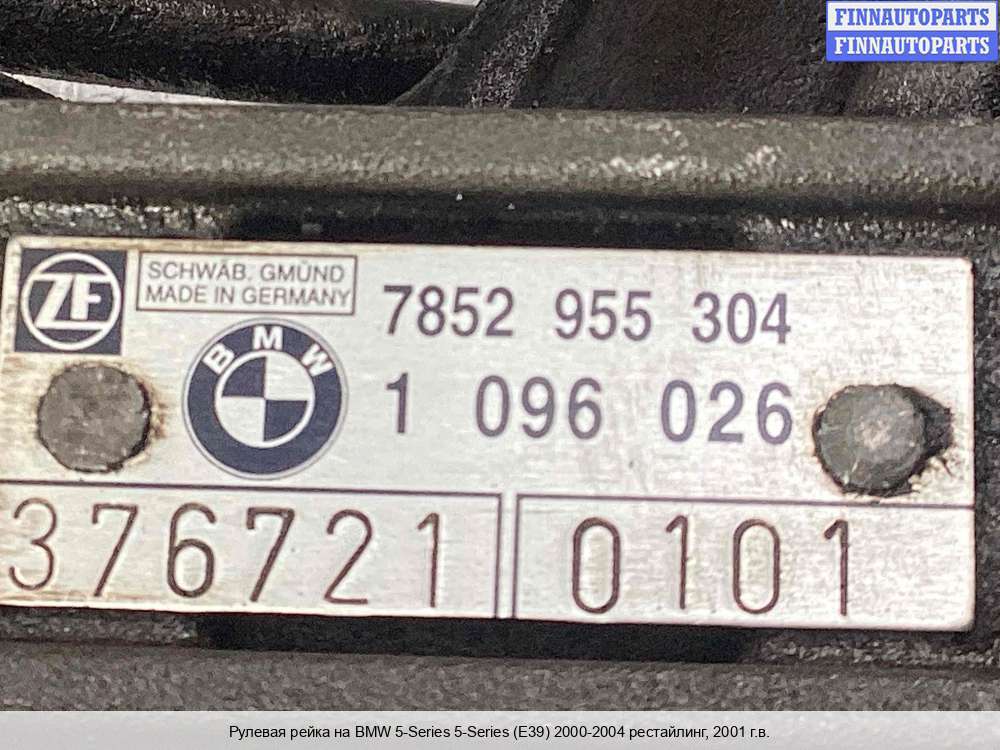 FINNAUTOPARTS
FINNAUTOPARTS
ZF
SCHWÄB. GMÜND
MADE IN GERMANY
7852 955 304
BMW
1 096 026
376721 0101
Рулевая рейка на BMW 5-Series 5-Series (E39) 2000-2004 рестайлинг, 2001 г.в.